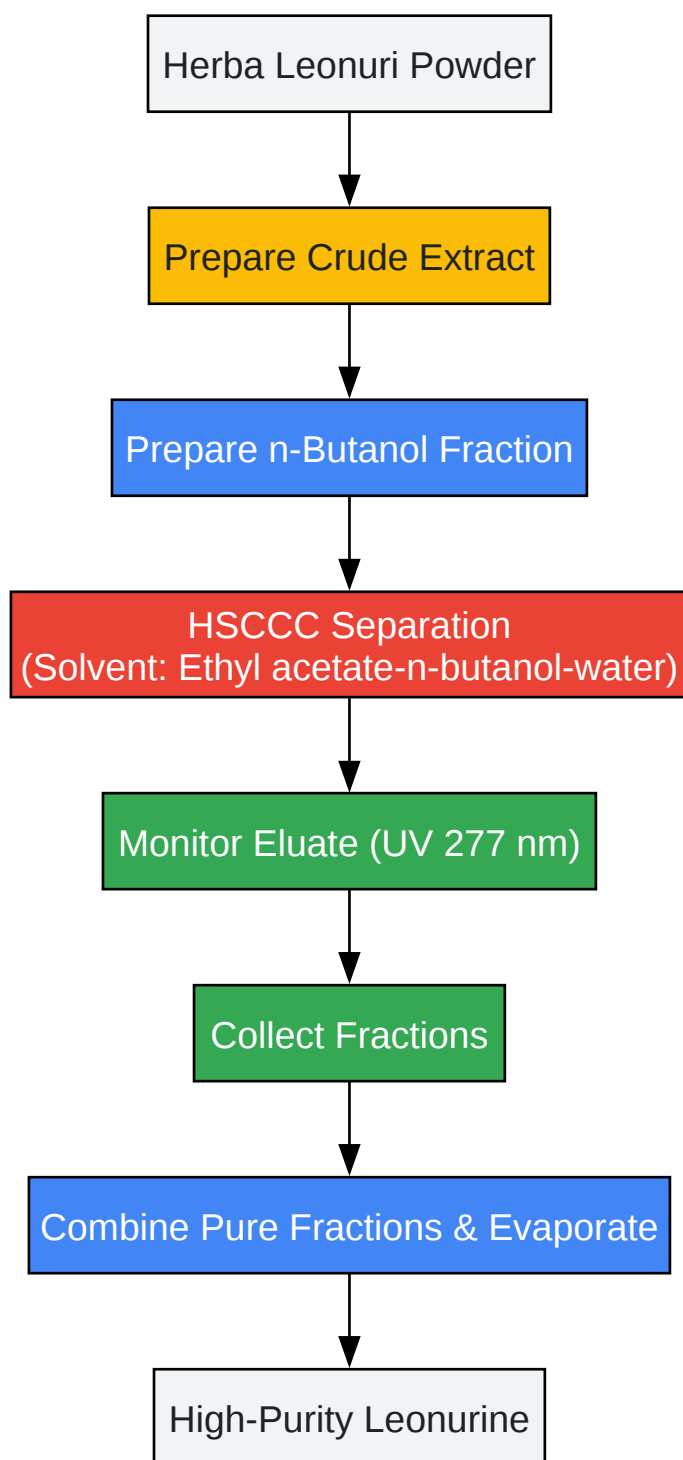 Herba Leonuri Powder
Prepare Crude Extract
Prepare n-Butanol Fraction
HSCCC Separation
(Solvent: Ethyl acetate-n-butanol-water)
Monitor Eluate (UV 277 nm)
Collect Fractions
Combine Pure Fractions & Evaporate
High-Purity Leonurine